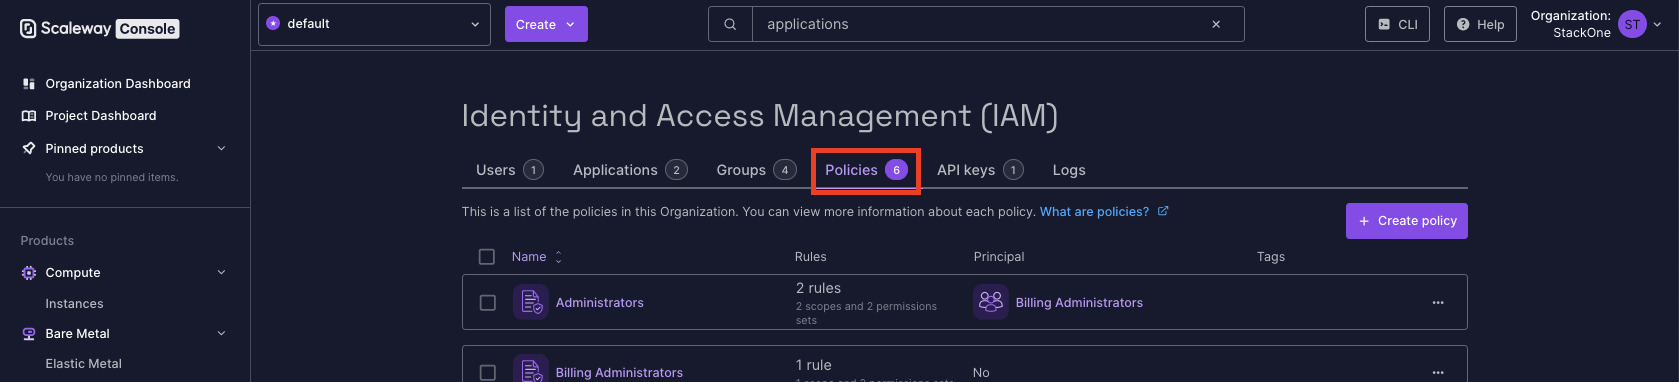 Scaleway Console
default
Create
applications
CLI
Help
Organization:
StackOne
ST
Organization Dashboard
Project Dashboard
Pinned products
You have no pinned items.
Products
Compute
Instances
Bare Metal
Elastic Metal
Identity and Access Management (IAM)
Users 1
Applications 2
Groups 4
Policies 6
API keys 1
Logs
This is a list of the policies in this Organization. You can view more information about each policy. What are policies?
+ Create policy
Name
Rules
Principal
Tags
Administrators
2 rules
2 scopes and 2 permissions
sets
Billing Administrators
Billing Administrators
1 rule
No